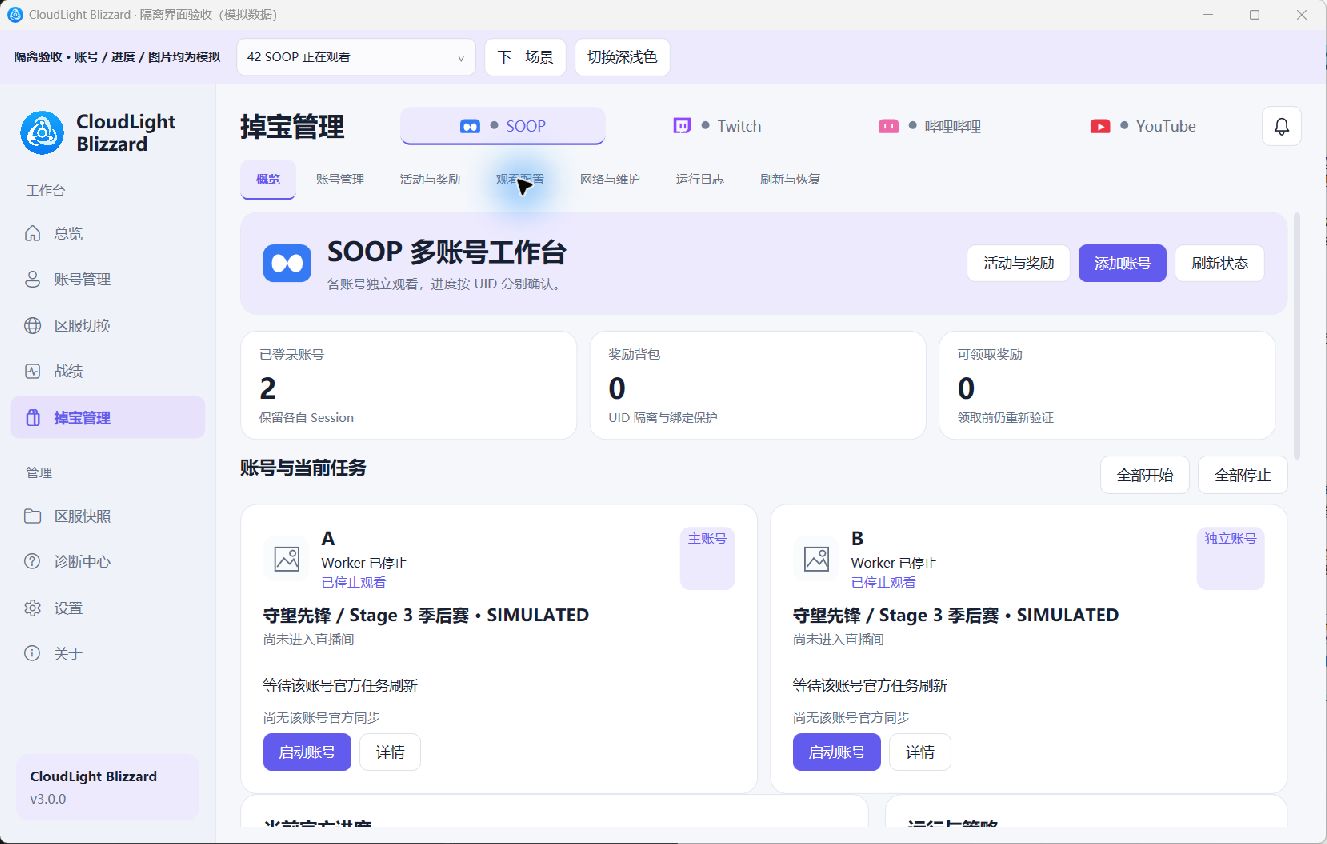 CloudLight Blizzard · 隔离界面验收（模拟数据）
隔离验收 • 账号 / 进度 / 图片均为模拟
42 SOOP 正在观看
下一场景
切换深浅色
CloudLight
Blizzard
掉宝管理
SOOP
Twitch
哔哩哔哩
YouTube
概览
账号管理
活动与奖励
观看配置
网络与维护
运行日志
刷新与恢复
工作台
总览
账号管理
区服切换
战绩
掉宝管理
管理
区服快照
诊断中心
设置
关于
CloudLight Blizzard
v3.0.0
SOOP 多账号工作台
各账号独立观看，进度按 UID 分别确认。
活动与奖励
添加账号
刷新状态
已登录账号
2
保留各自 Session
奖励背包
0
UID 隔离与绑定保护
可领取奖励
0
领取前仍重新验证
账号与当前任务
全部开始
全部停止
A
Worker 已停止
已停止观看
主账号
守望先锋 / Stage 3 季后赛 • SIMULATED
尚未进入直播间
等待该账号官方任务刷新
尚无该账号官方同步
启动账号
详情
B
Worker 已停止
已停止观看
独立账号
守望先锋 / Stage 3 季后赛 • SIMULATED
尚未进入直播间
等待该账号官方任务刷新
尚无该账号官方同步
启动账号
详情
当前官方进度
运行与策略